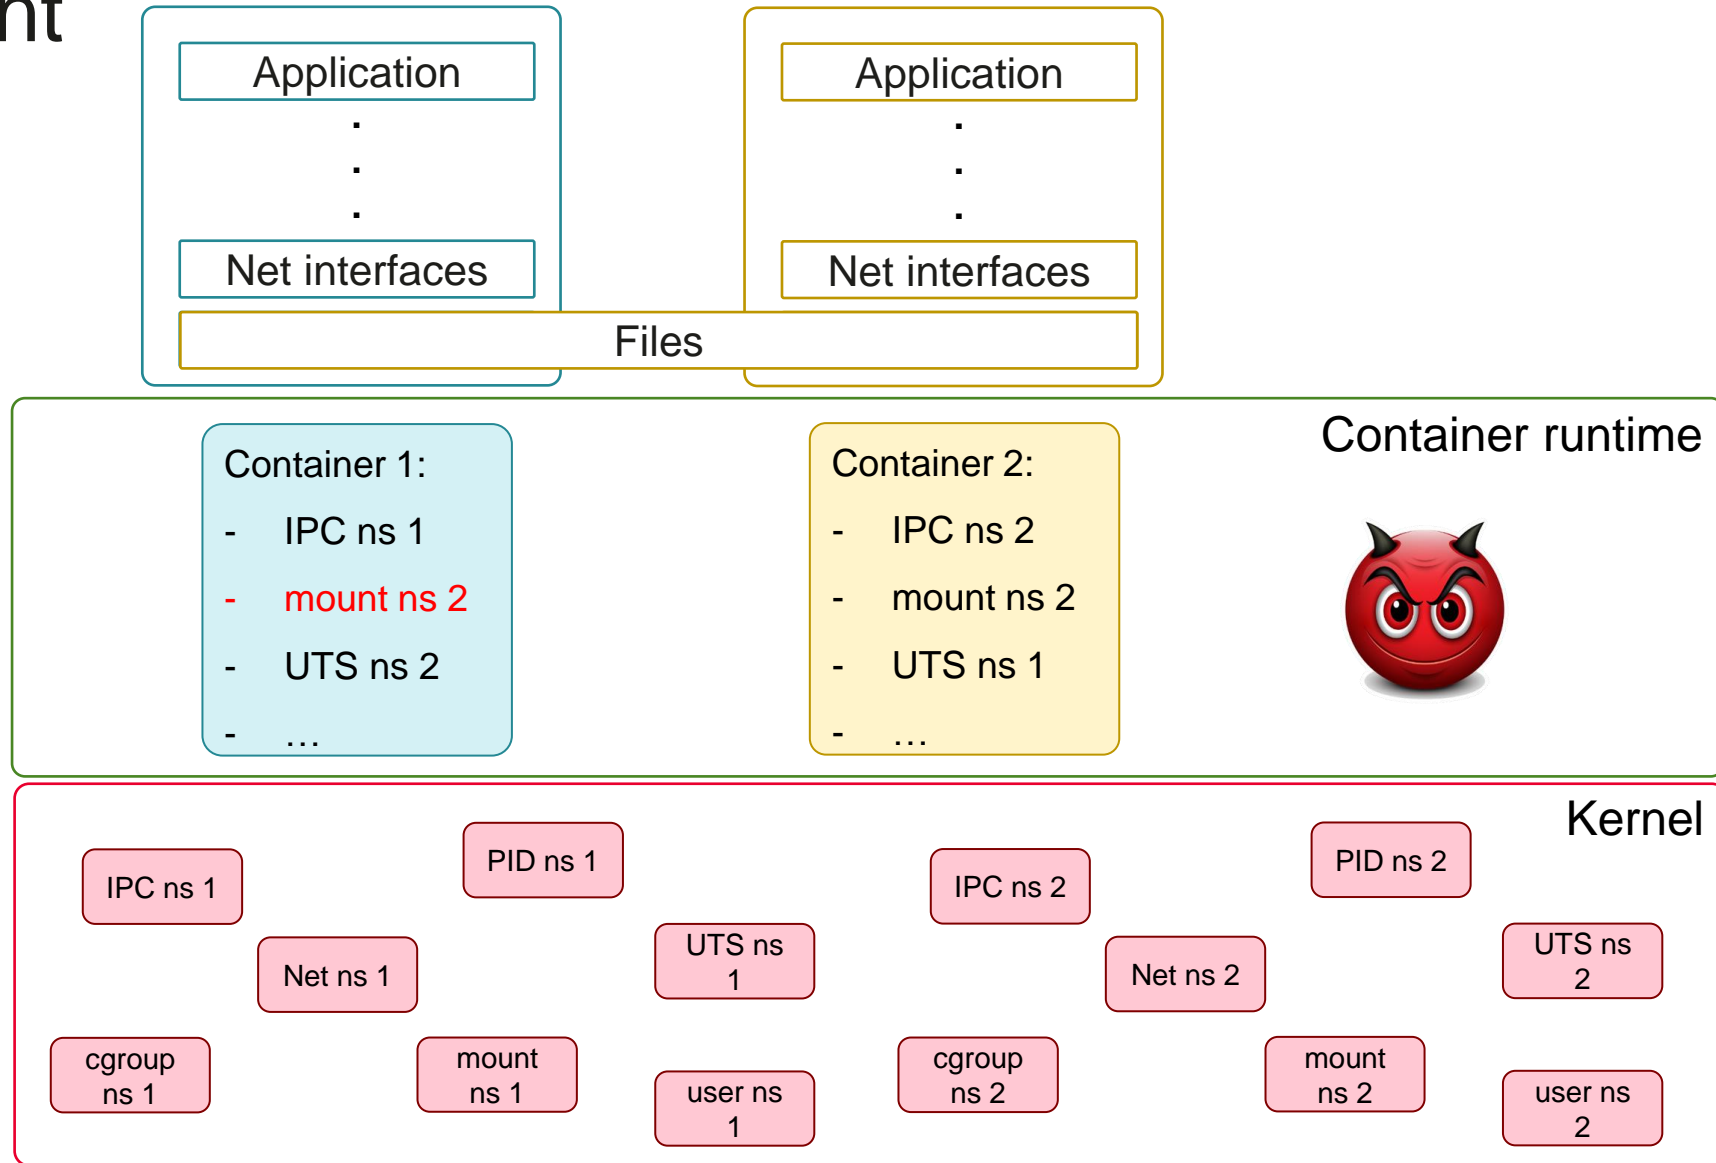 nt
Application
.
.
.
Net interfaces
Application
.
.
.
Net interfaces
Files
Container runtime
Container 1:
- IPC ns 1
- mount ns 2
- UTS ns 2
- …
Container 2:
- IPC ns 2
- mount ns 2
- UTS ns 1
- …
Kernel
IPC ns 1
PID ns 1
Net ns 1
UTS ns
1
cgroup
ns 1
mount
ns 1
user ns
1
IPC ns 2
PID ns 2
Net ns 2
UTS ns
2
cgroup
ns 2
mount
ns 2
user ns
2